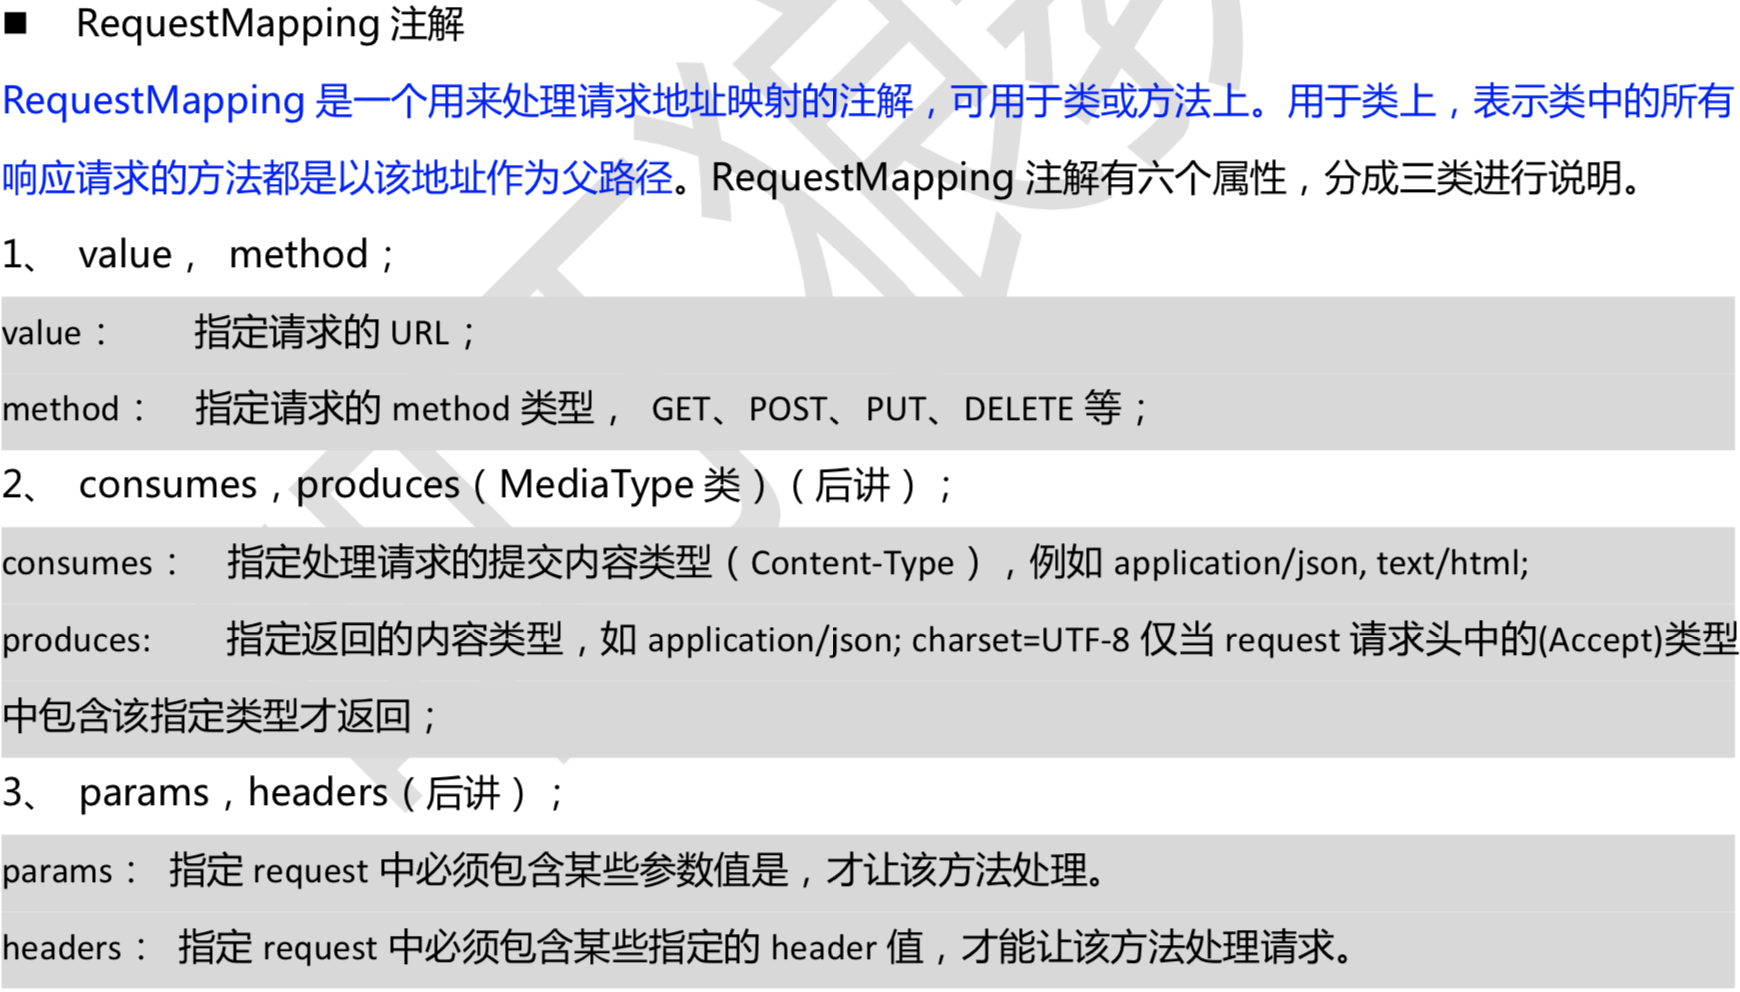 ■ RequestMapping 注解
RequestMapping 是一个用来处理请求地址映射的注解，可用于类或方法上。用于类上，表示类中的所有
响应请求的方法都是以该地址作为父路径。RequestMapping 注解有六个属性，分成三类进行说明。
1、 value， method；
value： 指定请求的 URL；
method： 指定请求的 method 类型， GET、POST、PUT、DELETE 等；
2、 consumes，produces（MediaType 类）（后讲）；
consumes： 指定处理请求的提交内容类型（Content-Type），例如 application/json, text/html;
produces: 指定返回的内容类型，如 application/json; charset=UTF-8 仅当 request 请求头中的(Accept)类型
中包含该指定类型才返回；
3、 params，headers（后讲）；
params： 指定 request 中必须包含某些参数值是，才让该方法处理。
headers： 指定 request 中必须包含某些指定的 header 值，才能让该方法处理请求。